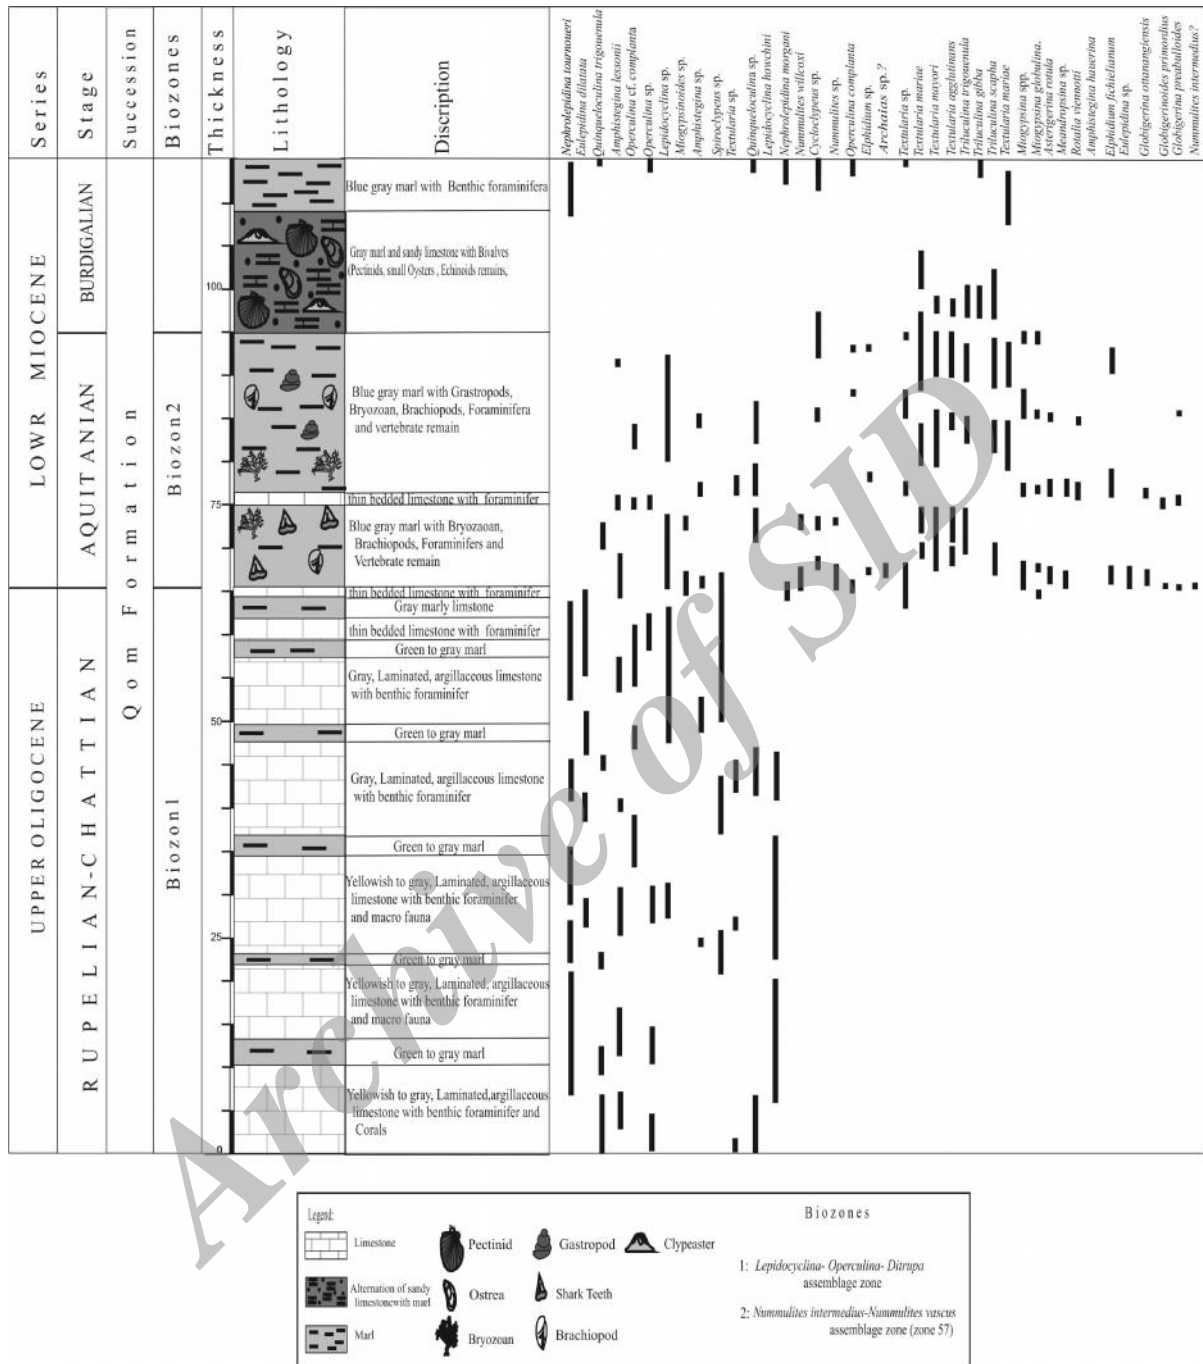 Series
Stage
Succession
Biozones
Thickness
Lithology
Discription
Nephrolepidina tournoueri
Eulepidina dilatata
Quinqueloculina trigouenula
Amphistegina lessonii
Operculina cf. complanta
Operculina sp.
Lepidocyclina sp.
Miogypsinoides sp.
Amphistegina sp.
Spiroclypeus sp.
Textularia sp.
Quinqueloculina sp.
Lepidocyclina howchini
Nephrolepidina morgani
Nummulites willcoxi
Cycloclypeus sp.
Nummulites sp.
Operculina complanta
Elphidium sp.
Archaias sp.?
Textularia sp.
Textularia mariae
Textularia mayori
Textularia agglutinans
Triluculina trigouenula
Triluculina gibba
Triluculina scapha
Textularia mariae
Miogypsina spp.
Miogypsina globulina.
Asterigerina rotula
Meandropsina sp.
Rotalia viennoti
Amphistegina hauerina
Elphidium fichielianum
Eulepidina sp.
Globigerina ottanangiensis
Globigerinoides primordius
Globigerina preabulloides
Nummulites intermedius?
LOWR MIOCENE
UPPER OLIGOCENE
BURDIGALIAN
AQUITANIAN
RUPELIAN-CHATTIAN
Qom Formation
Biozon2
Biozon1
100
75
50
25
0
Blue gray marl with Benthic foraminifera
Gray marl and sandy limestone with Bivalves
(Pectinids, small Oysters , Echinoids remains,
Blue gray marl with Grastropods,
Bryozoan, Brachiopods, Foraminifera
and vertebrate remain
thin bedded limestone with foraminifer
Blue gray marl with Bryozaoan,
Brachiopods, Foraminifers and
Vertebrate remain
thin bedded limestone with foraminifer
Gray marly limstone
thin bedded limestone with foraminifer
Green to gray marl
Gray, Laminated, argillaceous limestone
with benthic foraminifer
Green to gray marl
Gray, Laminated, argillaceous limestone
with benthic foraminifer
Green to gray marl
Yellowish to gray, Laminated, argillaceous
limestone with benthic foraminifer
and macro fauna
Green to gray marl
Yellowish to gray, Laminated, argillaceous
limestone with benthic foraminifer
and macro fauna
Green to gray marl
Yellowish to gray, Laminated,argillaceous
limestone with benthic foraminifer and
Corals
Archive of SID
Legend:
Limestone
Alternation of sandy
limestonewith marl
Marl
Pectinid
Ostrea
Bryozoan
Gastropod
Shark Teeth
Brachiopod
Clypeaster
Biozones
1: Lepidocyclina- Operculina- Ditrupa
assemblage zone
2: Nummulites intermedius-Nummulites vascus
assemblage zone (zone 57)